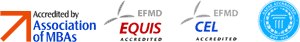 Accredited by
Association
of MBAs
EFMD
EQUIS
ACCREDITED
EFMD
CEL
ACCREDITED